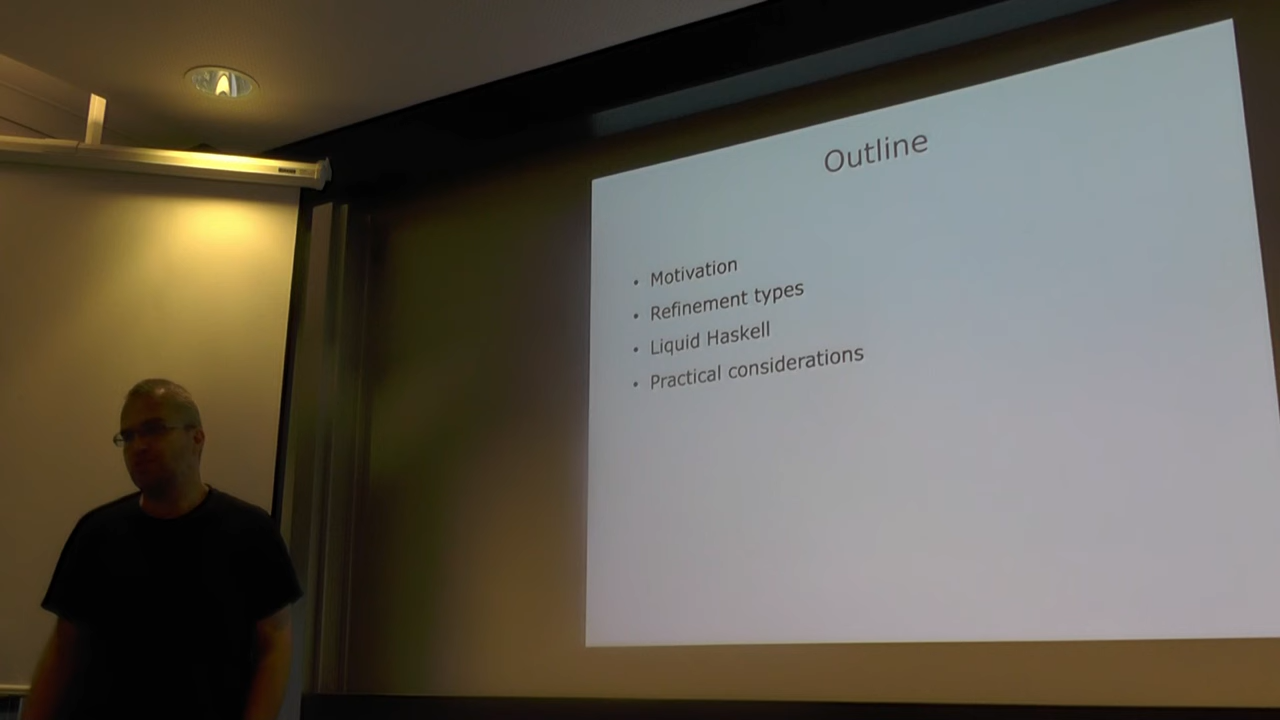 Outline
• Motivation
• Refinement types
• Liquid Haskell
• Practical considerations